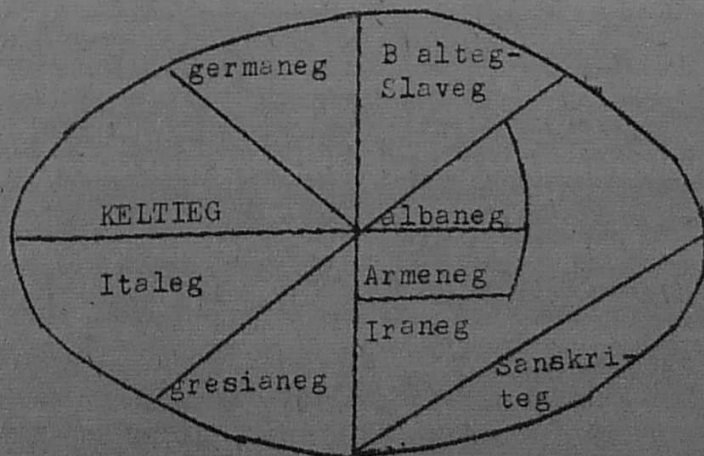 germaneg
B alteg-
Slaveg
KELTIEG
albaneg
Italeg
Armeneg
Iraneg
gresianeg
Sanskri-
teg